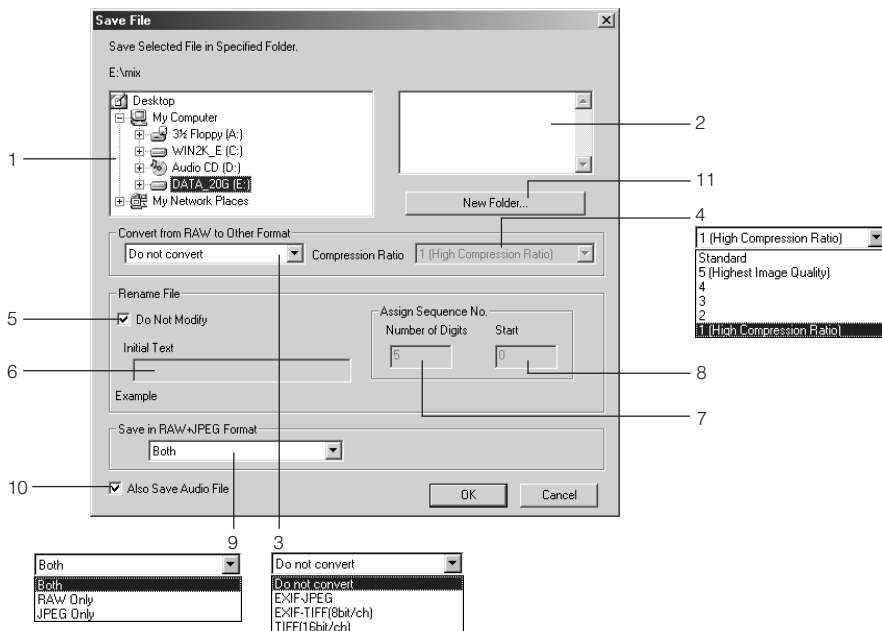 Save File
Save Selected File in Specified Folder.
E:\mix
Desktop
My Computer
3½ Floppy (A:)
WIN2K_E (C:)
Audio CD (D:)
DATA_20G (E:)
My Network Places
1
2
New Folder...
11
4
Convert from RAW to Other Format
Do not convert
Compression Ratio
1 (High Compression Ratio)
1 (High Compression Ratio)
Standard
5 (Highest Image Quality)
4
3
2
1 (High Compression Ratio)
Rename File
5
Do Not Modify
Assign Sequence No.
Number of Digits
Start
5
0
Initial Text
6
8
7
Example
Save in RAW+JPEG Format
Both
10
Also Save Audio File
OK
Cancel
9
3
Both
Both
RAW Only
JPEG Only
Do not convert
Do not convert
EXIF-JPEG
EXIF-TIFF(8bit/ch)
TIFF(16bit/ch)